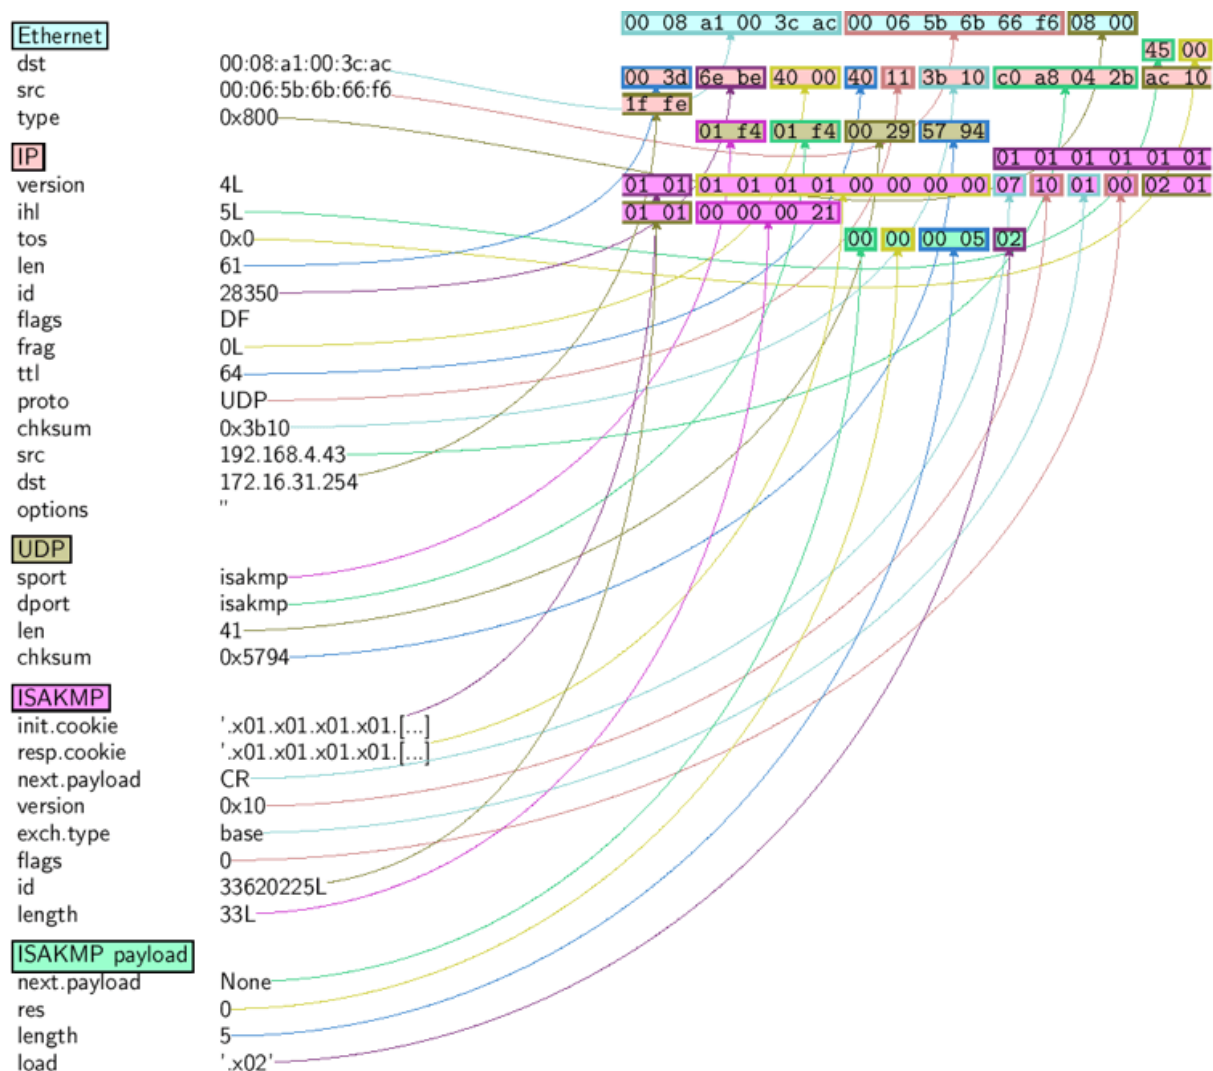 Ethernet
dst 00:08:a1:00:3c:ac
src 00:06:5b:6b:66:f6
type 0x800
IP
version 4L
ihl 5L
tos 0x0
len 61
id 28350
flags DF
frag 0L
ttl 64
proto UDP
chksum 0x3b10
src 192.168.4.43
dst 172.16.31.254
options ''
UDP
sport isakmp
dport isakmp
len 41
chksum 0x5794
ISAKMP
init.cookie '.x01.x01.x01.x01.[...]
resp.cookie '.x01.x01.x01.x01.[...]
next.payload CR
version 0x10
exch.type base
flags 0
id 33620225L
length 33L
ISAKMP payload
next.payload None
res 0
length 5
load '.x02'
00 08 a1 00 3c ac 00 06 5b 6b 66 f6 08 00
45 00
00 3d 6e be 40 00 40 11 3b 10 c0 a8 04 2b ac 10
1f fe
01 f4 01 f4 00 29 57 94
01 01 01 01 01 01
01 01 01 01 01 01 00 00 00 00 07 10 01 00 02 01
01 01 00 00 00 21
00 00 00 05 02